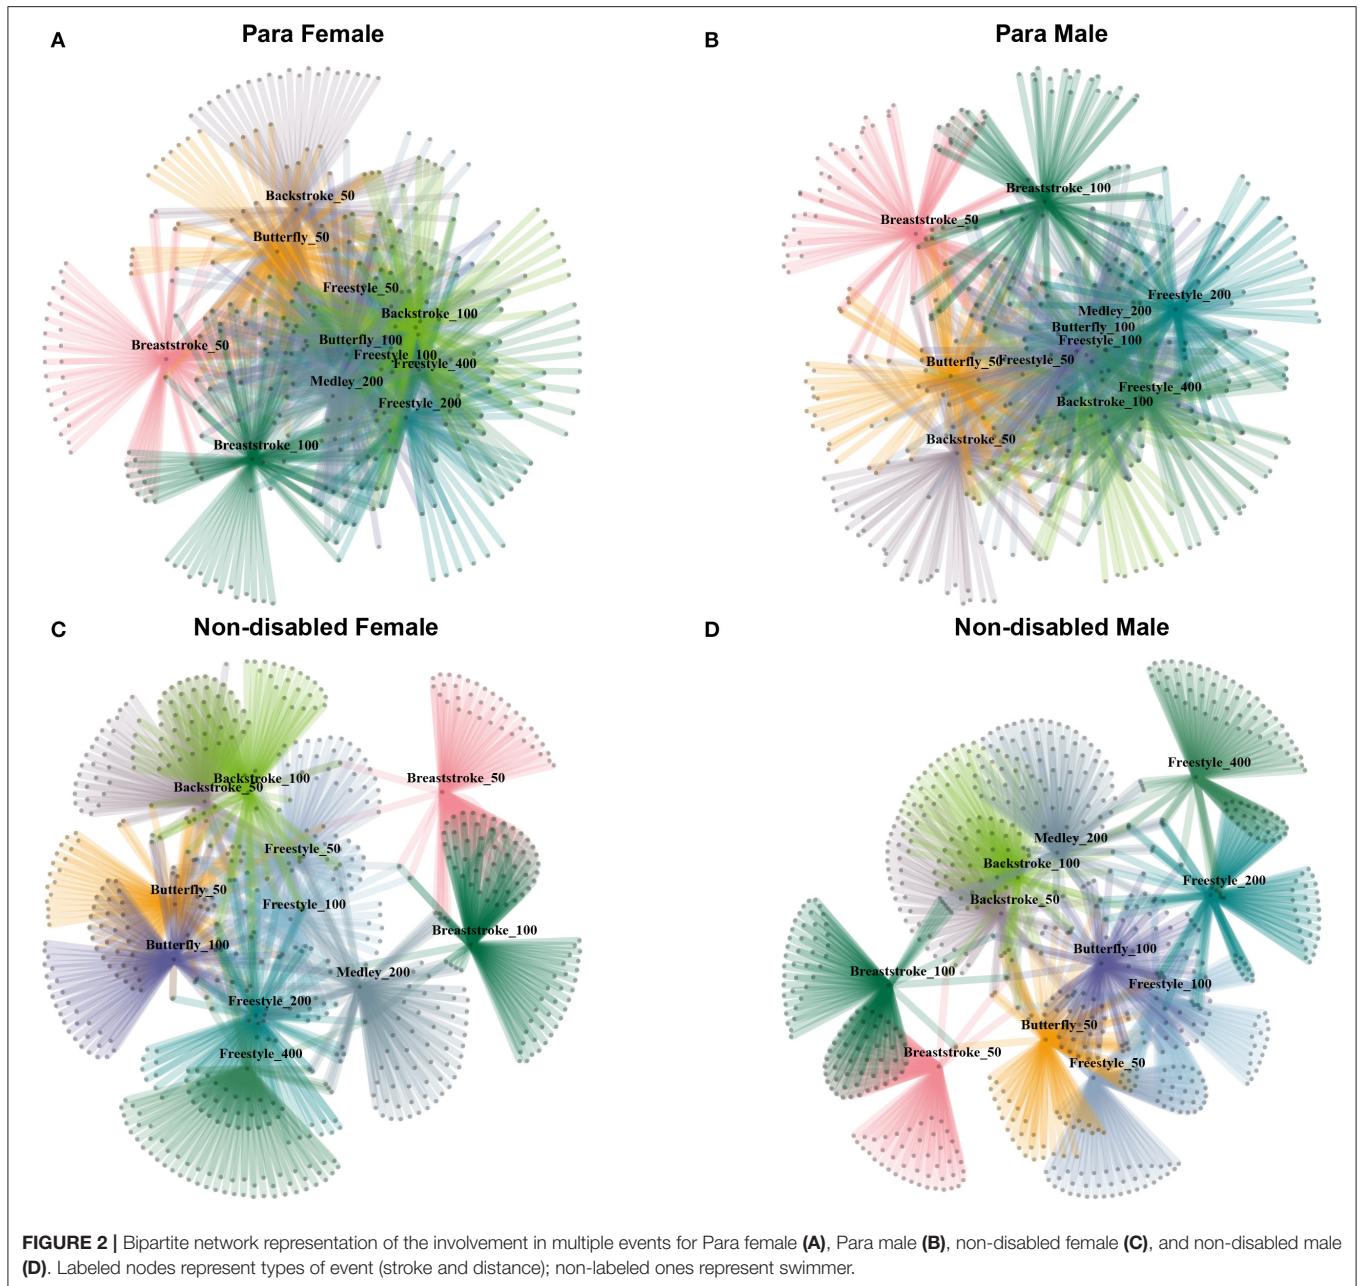 A
Para Female
Backstroke_50
Butterfly_50
Freestyle_50
Backstroke_100
Butterfly_100
Breaststroke_50
Freestyle_100
Freestyle_400
Medley_200
Freestyle_200
Breaststroke_100
B
Para Male
Breaststroke_100
Breaststroke_50
Freestyle_200
Medley_200
Butterfly_100
Freestyle_100
Butterfly_50
Freestyle_50
Freestyle_400
Backstroke_100
Backstroke_50
C
Non-disabled Female
Backstroke_100
Breaststroke_50
Backstroke_50
Freestyle_50
Butterfly_50
Freestyle_100
Breaststroke_100
Butterfly_100
Medley_200
Freestyle_200
Freestyle_400
D
Non-disabled Male
Freestyle_400
Medley_200
Backstroke_100
Freestyle_200
Backstroke_50
Butterfly_100
Breaststroke_100
Freestyle_100
Butterfly_50
Breaststroke_50
Freestyle_50
FIGURE 2 | Bipartite network representation of the involvement in multiple events for Para female (A), Para male (B), non-disabled female (C), and non-disabled male
(D). Labeled nodes represent types of event (stroke and distance); non-labeled ones represent swimmer.